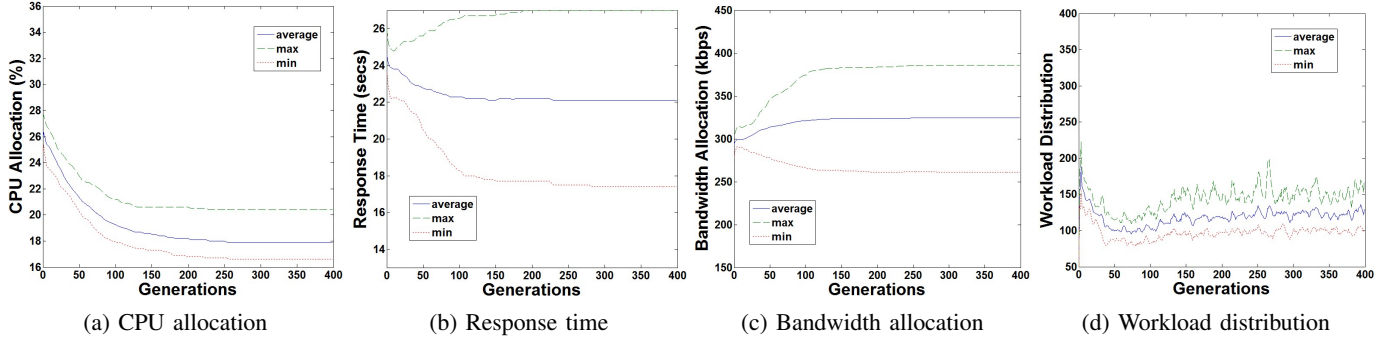 CPU Allocation (%)
36
34
32
30
28
26
24
22
20
18
16
0
50
100
150
200
250
300
350
400
Generations
average
max
min
(a) CPU allocation
Response Time (secs)
26
24
22
20
18
16
14
0
50
100
150
200
250
300
350
400
Generations
average
max
min
(b) Response time
Bandwidth Allocation (kbps)
450
400
350
300
250
200
150
0
50
100
150
200
250
300
350
400
Generations
average
max
min
(c) Bandwidth allocation
Workload Distribution
400
350
300
250
200
150
100
50
0
50
100
150
200
250
300
350
400
Generations
average
max
min
(d) Workload distribution